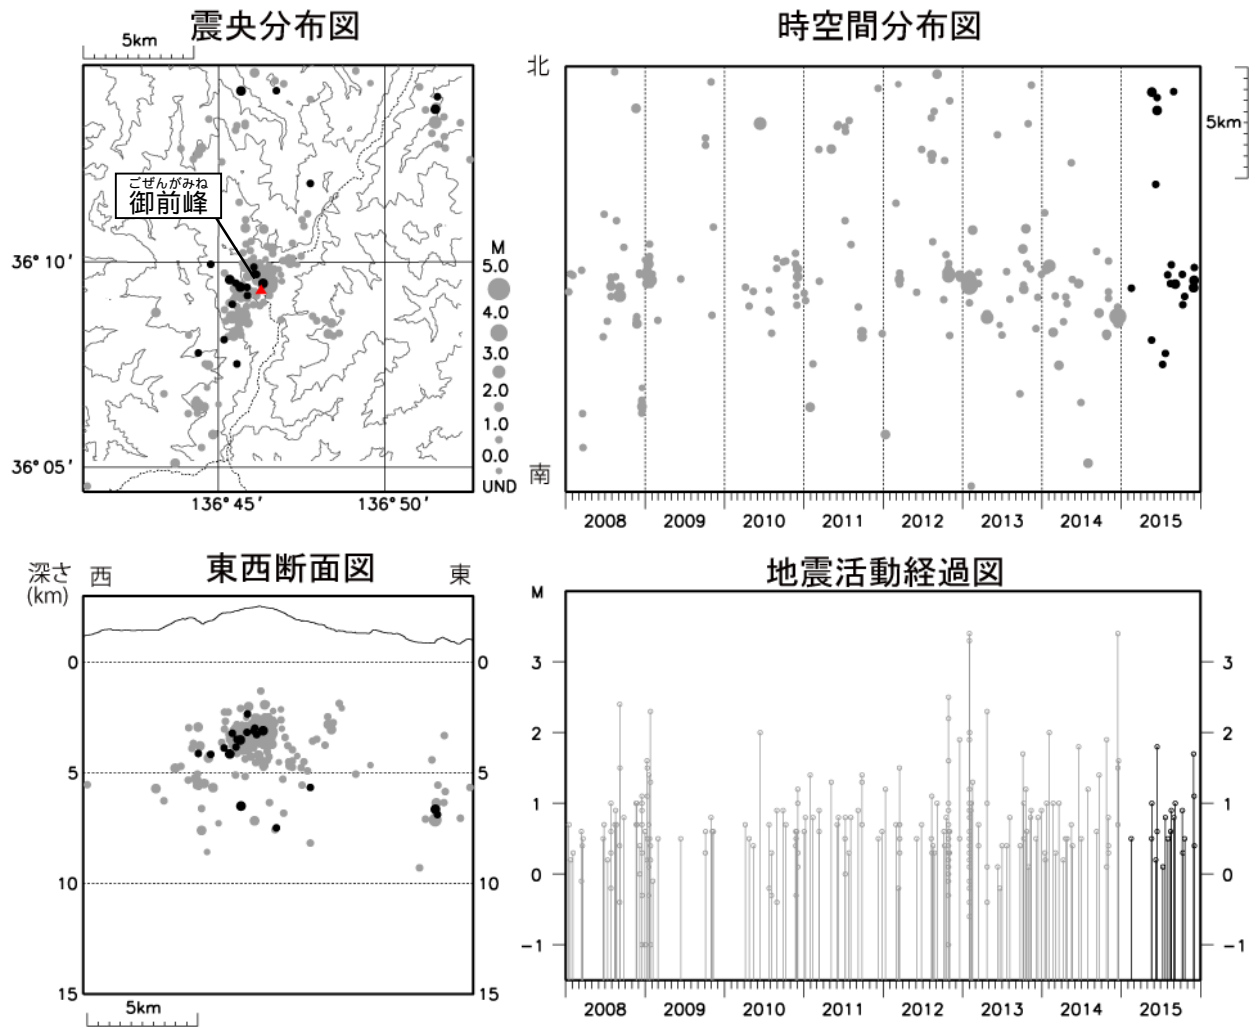 震央分布図
5km
ごぜんがみね
御前峰
36°10′
36°05′
136°45′
136°50′
M
5.0
4.0
3.0
2.0
1.0
0.0
UND
時空間分布図
北
南
5km
2008
2009
2010
2011
2012
2013
2014
2015
東西断面図
深さ
(km)
西
東
0
0
5
5
10
10
15
15
5km
地震活動経過図
M
3
3
2
2
1
1
0
0
-1
-1
2008
2009
2010
2011
2012
2013
2014
2015